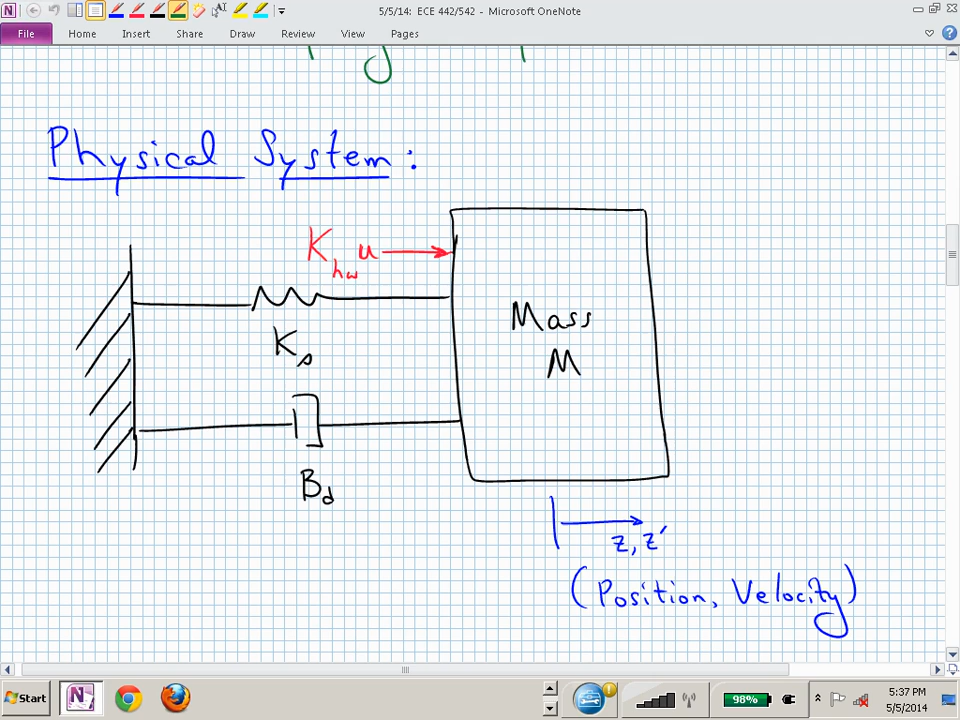 5/5/14: ECE 442/542 - Microsoft OneNote
File Home Insert Share Draw Review View Pages
Physical System:
K_hw u
K_s
Mass
M
B_d
z, z'
(Position, Velocity)
Start
98%
5:37 PM
5/5/2014